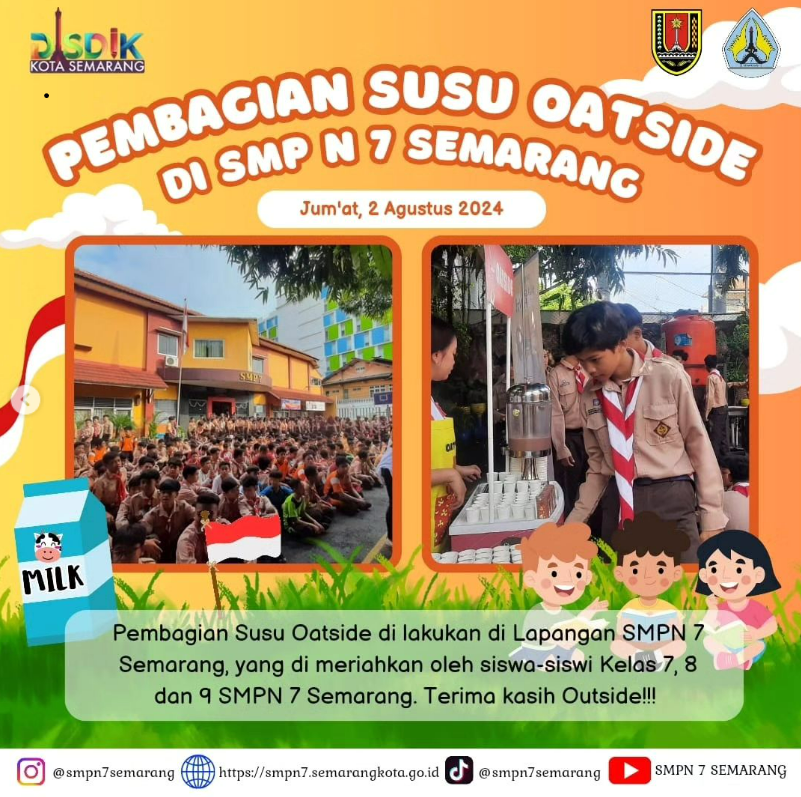 DISDIK
KOTA SEMARANG
PEMBAGIAN SUSU OATSIDE
DI SMP N 7 SEMARANG
Jum'at, 2 Agustus 2024
SMPN
MILK
Pembagian Susu Oatside di lakukan di Lapangan SMPN 7
Semarang, yang di meriahkan oleh siswa-siswi Kelas 7, 8
dan 9 SMPN 7 Semarang. Terima kasih Outside!!!
@smpn7semarang https://smpn7.semarangkota.go.id @smpn7semarang SMPN 7 SEMARANG